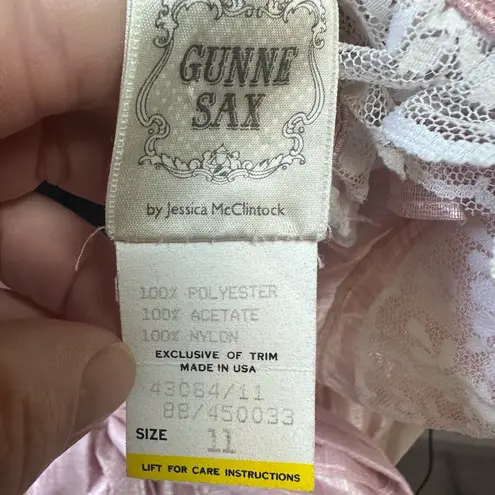 GUNNE
SAX
by Jessica McClintock
100% POLYESTER
100% ACETATE
100% NYLON
EXCLUSIVE OF TRIM
MADE IN USA
43084/11
88/450033
SIZE 11
LIFT FOR CARE INSTRUCTIONS